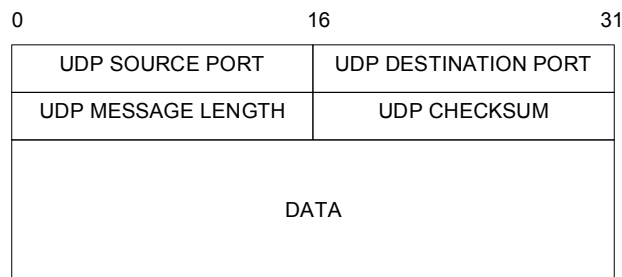 0 16 31
UDP SOURCE PORT UDP DESTINATION PORT
UDP MESSAGE LENGTH UDP CHECKSUM
DATA